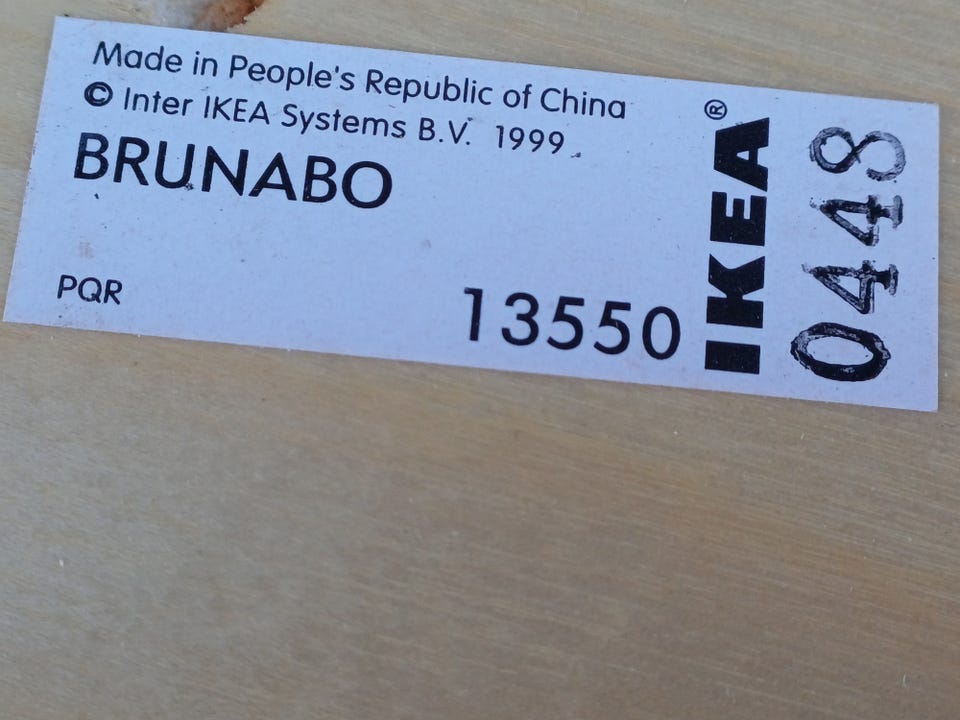 Made in People's Republic of China
© Inter IKEA Systems B.V. 1999
BRUNABO
PQR
13550
IKEA®
0448